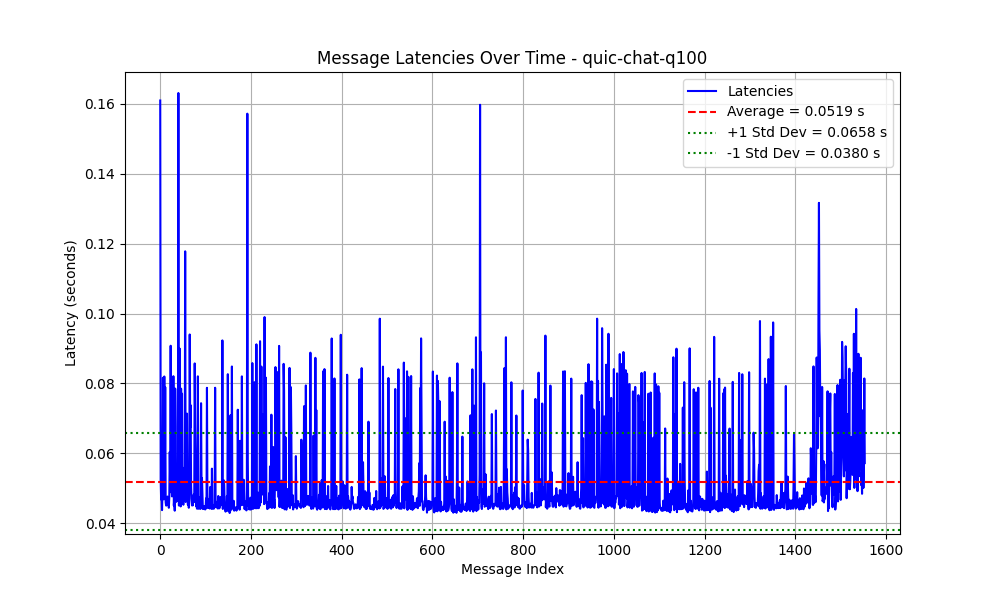 Message Latencies Over Time - quic-chat-q100
Latencies
Average = 0.0519 s
+1 Std Dev = 0.0658 s
-1 Std Dev = 0.0380 s
Latency (seconds)
0.16
0.14
0.12
0.10
0.08
0.06
0.04
0 200 400 600 800 1000 1200 1400 1600
Message Index